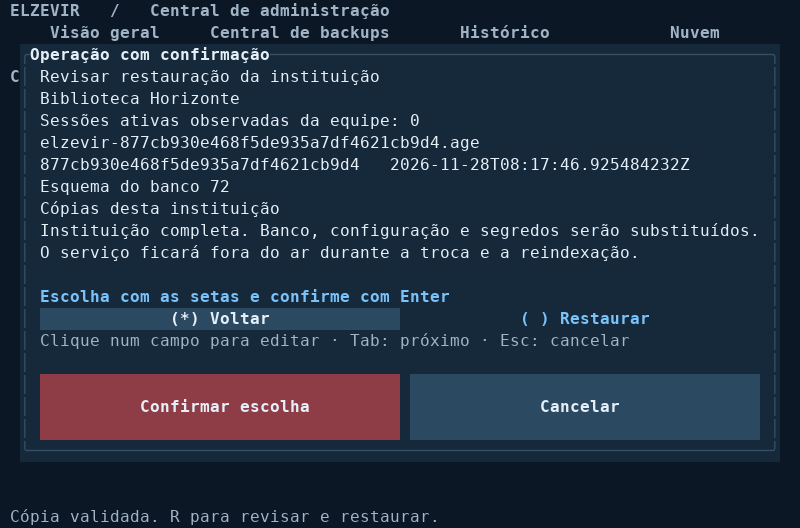 ELZEVIR / Central de administração
Visão geral Central de backups Histórico Nuvem
Operação com confirmação
C Revisar restauração da instituição
Biblioteca Horizonte
Sessões ativas observadas da equipe: 0
elzevir-877cb930e468f5de935a7df4621cb9d4.age
877cb930e468f5de935a7df4621cb9d4 2026-11-28T08:17:46.925484232Z
Esquema do banco 72
Cópias desta instituição
Instituição completa. Banco, configuração e segredos serão substituídos.
O serviço ficará fora do ar durante a troca e a reindexação.
Escolha com as setas e confirme com Enter
(*) Voltar ( ) Restaurar
Clique num campo para editar · Tab: próximo · Esc: cancelar
Confirmar escolha Cancelar
Cópia validada. R para revisar e restaurar.